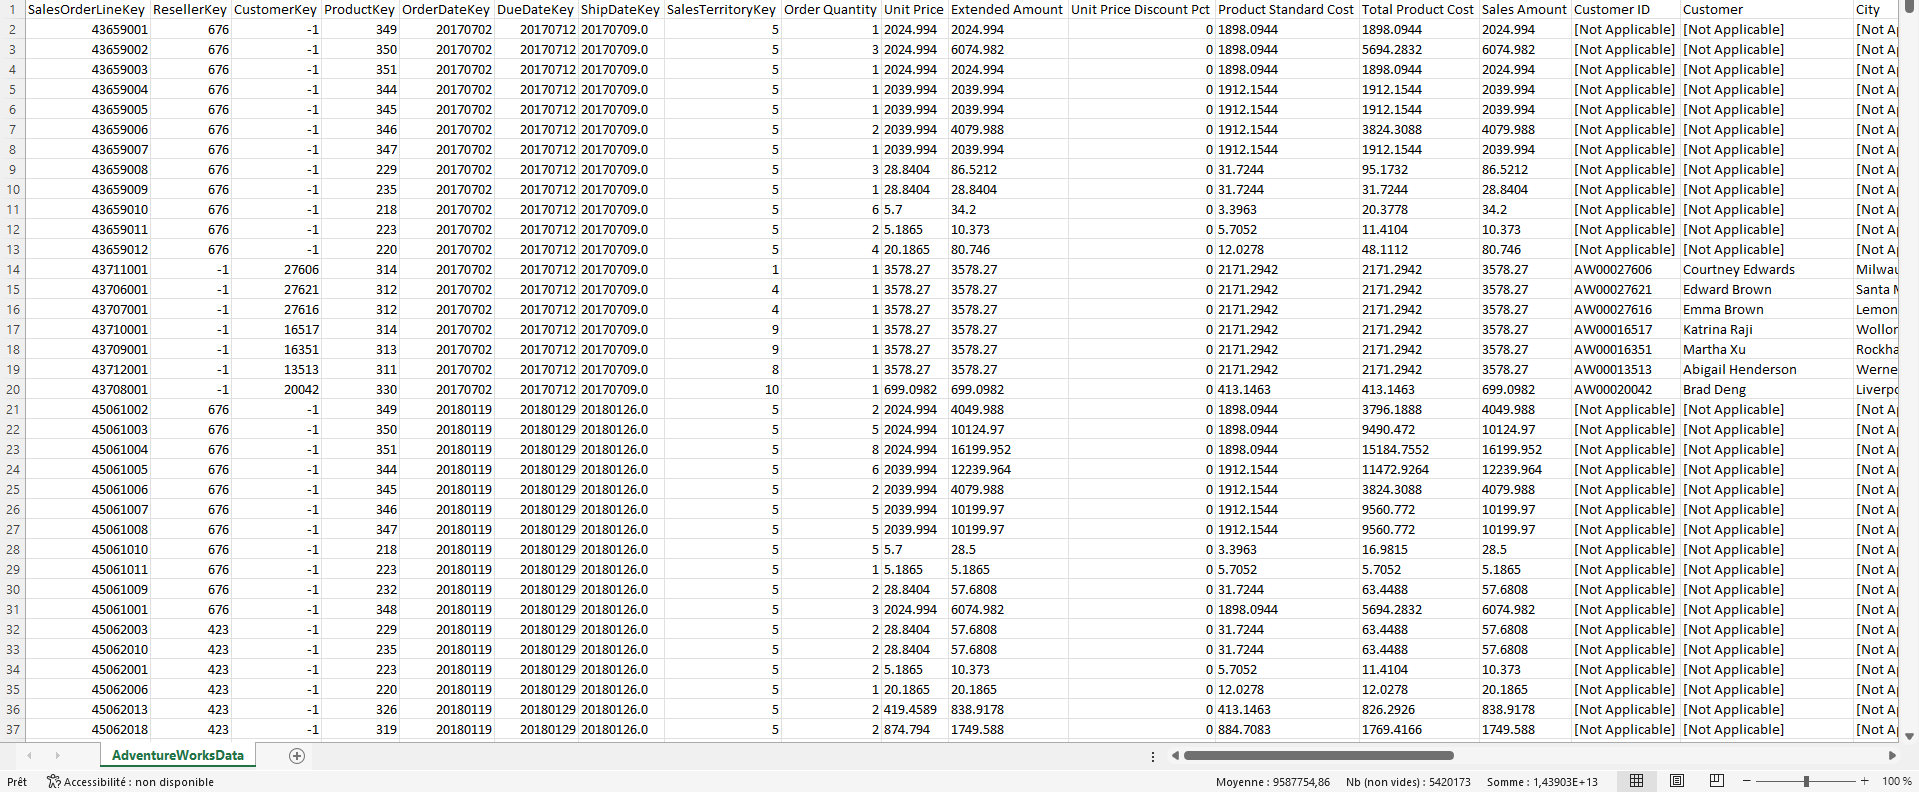 1 SalesOrderLineKey ResellerKey CustomerKey ProductKey OrderDateKey DueDateKey ShipDateKey SalesTerritoryKey Order Quantity Unit Price Extended Amount Unit Price Discount Pct Product Standard Cost Total Product Cost Sales Amount Customer ID Customer City
2 43659001 676 -1 349 20170702 20170712 20170709.0 5 1 2024.994 2024.994 0 1898.0944 1898.0944 2024.994 [Not Applicable] [Not Applicable] [Not A
3 43659002 676 -1 350 20170702 20170712 20170709.0 5 3 2024.994 6074.982 0 1898.0944 5694.2832 6074.982 [Not Applicable] [Not Applicable] [Not A
4 43659003 676 -1 351 20170702 20170712 20170709.0 5 1 2024.994 2024.994 0 1898.0944 1898.0944 2024.994 [Not Applicable] [Not Applicable] [Not A
5 43659004 676 -1 344 20170702 20170712 20170709.0 5 1 2039.994 2039.994 0 1912.1544 1912.1544 2039.994 [Not Applicable] [Not Applicable] [Not A
6 43659005 676 -1 345 20170702 20170712 20170709.0 5 1 2039.994 2039.994 0 1912.1544 1912.1544 2039.994 [Not Applicable] [Not Applicable] [Not A
7 43659006 676 -1 346 20170702 20170712 20170709.0 5 2 2039.994 4079.988 0 1912.1544 3824.3088 4079.988 [Not Applicable] [Not Applicable] [Not A
8 43659007 676 -1 347 20170702 20170712 20170709.0 5 1 2039.994 2039.994 0 1912.1544 1912.1544 2039.994 [Not Applicable] [Not Applicable] [Not A
9 43659008 676 -1 229 20170702 20170712 20170709.0 5 3 28.8404 86.5212 0 31.7244 95.1732 86.5212 [Not Applicable] [Not Applicable] [Not A
10 43659009 676 -1 235 20170702 20170712 20170709.0 5 1 28.8404 28.8404 0 31.7244 31.7244 28.8404 [Not Applicable] [Not Applicable] [Not A
11 43659010 676 -1 218 20170702 20170712 20170709.0 5 6 5.7 34.2 0 3.3963 20.3778 34.2 [Not Applicable] [Not Applicable] [Not A
12 43659011 676 -1 223 20170702 20170712 20170709.0 5 2 5.1865 10.373 0 5.7052 11.4104 10.373 [Not Applicable] [Not Applicable] [Not A
13 43659012 676 -1 220 20170702 20170712 20170709.0 5 4 20.1865 80.746 0 12.0278 48.1112 80.746 [Not Applicable] [Not Applicable] [Not A
14 43711001 -1 27606 314 20170702 20170712 20170709.0 1 1 3578.27 3578.27 0 2171.2942 2171.2942 3578.27 AW00027606 Courtney Edwards Milwau
15 43706001 -1 27621 312 20170702 20170712 20170709.0 4 1 3578.27 3578.27 0 2171.2942 2171.2942 3578.27 AW00027621 Edward Brown Santa M
16 43707001 -1 27616 312 20170702 20170712 20170709.0 4 1 3578.27 3578.27 0 2171.2942 2171.2942 3578.27 AW00027616 Emma Brown Lemon
17 43710001 -1 16517 314 20170702 20170712 20170709.0 9 1 3578.27 3578.27 0 2171.2942 2171.2942 3578.27 AW00016517 Katrina Raji Wollon
18 43709001 -1 16351 313 20170702 20170712 20170709.0 9 1 3578.27 3578.27 0 2171.2942 2171.2942 3578.27 AW00016351 Martha Xu Rockha
19 43712001 -1 13513 311 20170702 20170712 20170709.0 8 1 3578.27 3578.27 0 2171.2942 2171.2942 3578.27 AW00013513 Abigail Henderson Werne
20 43708001 -1 20042 330 20170702 20170712 20170709.0 10 1 699.0982 699.0982 0 413.1463 413.1463 699.0982 AW00020042 Brad Deng Liverpo
21 45061002 676 -1 349 20180119 20180129 20180126.0 5 2 2024.994 4049.988 0 1898.0944 3796.1888 4049.988 [Not Applicable] [Not Applicable] [Not A
22 45061003 676 -1 350 20180119 20180129 20180126.0 5 5 2024.994 10124.97 0 1898.0944 9490.472 10124.97 [Not Applicable] [Not Applicable] [Not A
23 45061004 676 -1 351 20180119 20180129 20180126.0 5 8 2024.994 16199.952 0 1898.0944 15184.7552 16199.952 [Not Applicable] [Not Applicable] [Not A
24 45061005 676 -1 344 20180119 20180129 20180126.0 5 6 2039.994 12239.964 0 1912.1544 11472.9264 12239.964 [Not Applicable] [Not Applicable] [Not A
25 45061006 676 -1 345 20180119 20180129 20180126.0 5 2 2039.994 4079.988 0 1912.1544 3824.3088 4079.988 [Not Applicable] [Not Applicable] [Not A
26 45061007 676 -1 346 20180119 20180129 20180126.0 5 5 2039.994 10199.97 0 1912.1544 9560.772 10199.97 [Not Applicable] [Not Applicable] [Not A
27 45061008 676 -1 347 20180119 20180129 20180126.0 5 5 2039.994 10199.97 0 1912.1544 9560.772 10199.97 [Not Applicable] [Not Applicable] [Not A
28 45061010 676 -1 218 20180119 20180129 20180126.0 5 5 5.7 28.5 0 3.3963 16.9815 28.5 [Not Applicable] [Not Applicable] [Not A
29 45061011 676 -1 223 20180119 20180129 20180126.0 5 1 5.1865 5.1865 0 5.7052 5.7052 5.1865 [Not Applicable] [Not Applicable] [Not A
30 45061009 676 -1 232 20180119 20180129 20180126.0 5 2 28.8404 57.6808 0 31.7244 63.4488 57.6808 [Not Applicable] [Not Applicable] [Not A
31 45061001 676 -1 348 20180119 20180129 20180126.0 5 3 2024.994 6074.982 0 1898.0944 5694.2832 6074.982 [Not Applicable] [Not Applicable] [Not A
32 45062003 423 -1 229 20180119 20180129 20180126.0 5 2 28.8404 57.6808 0 31.7244 63.4488 57.6808 [Not Applicable] [Not Applicable] [Not A
33 45062010 423 -1 235 20180119 20180129 20180126.0 5 2 28.8404 57.6808 0 31.7244 63.4488 57.6808 [Not Applicable] [Not Applicable] [Not A
34 45062001 423 -1 223 20180119 20180129 20180126.0 5 2 5.1865 10.373 0 5.7052 11.4104 10.373 [Not Applicable] [Not Applicable] [Not A
35 45062006 423 -1 220 20180119 20180129 20180126.0 5 1 20.1865 20.1865 0 12.0278 12.0278 20.1865 [Not Applicable] [Not Applicable] [Not A
36 45062013 423 -1 326 20180119 20180129 20180126.0 5 2 419.4589 838.9178 0 413.1463 826.2926 838.9178 [Not Applicable] [Not Applicable] [Not A
37 45062018 423 -1 319 20180119 20180129 20180126.0 5 2 874.794 1749.588 0 884.7083 1769.4166 1749.588 [Not Applicable] [Not Applicable] [Not A
AdventureWorksData
Prêt Accessibilité : non disponible Moyenne : 9587754,86 Nb (non vides) : 5420173 Somme : 1,43903E+13 100 %